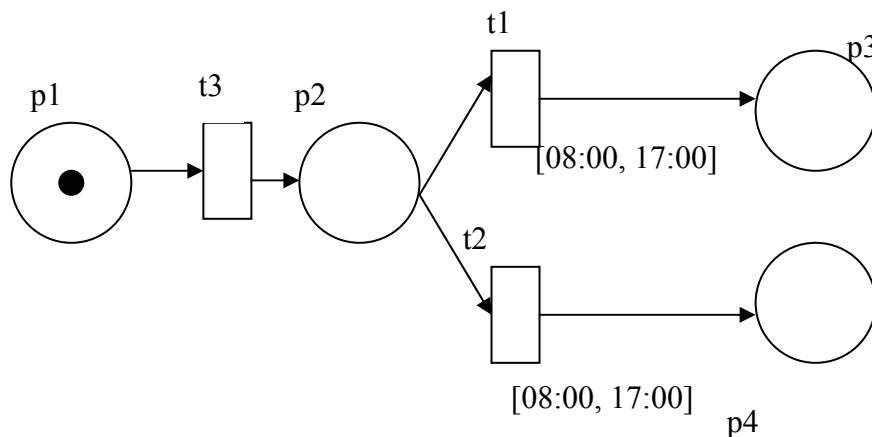 t1
p3
p1
t3
p2
[08:00, 17:00]
t2
[08:00, 17:00]
p4